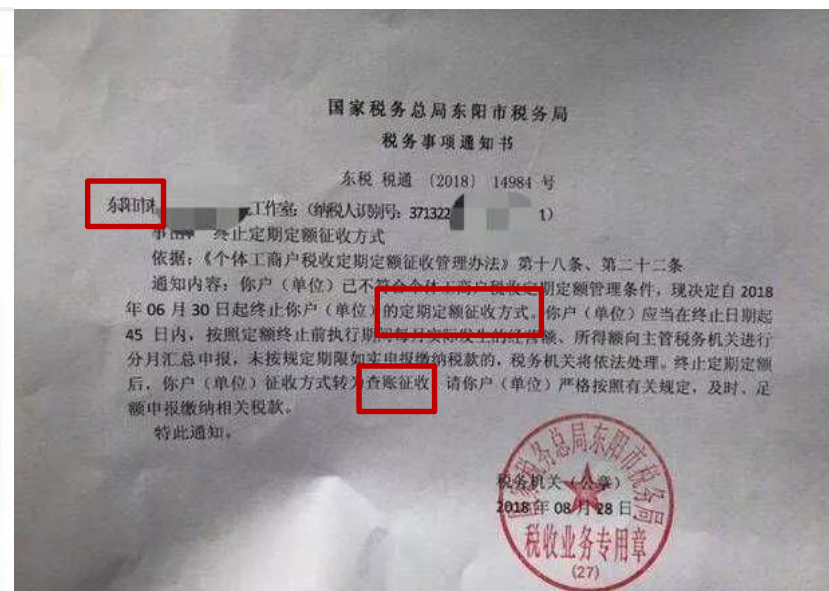 国家税务总局东阳市税务局
税务事项通知书
东税 税通 〔2018〕 14984 号
东阳市 工作室:(纳税人识别号: 371322 1)
事由: 终止定期定额征收方式
依据:《个体工商户税收定期定额征收管理办法》第十八条、第二十二条
通知内容:你户(单位)已不符合个体工商户税收定期定额管理条件,现决定自 2018
年 06 月 30 日起终止你户(单位)的定期定额征收方式。你户(单位)应当在终止日期起
45 日内,按照定额终止前执行期间每月实际发生的经营额、所得额向主管税务机关进行
分月汇总申报,未按规定期限如实申报缴纳税款的,税务机关将依法处理。终止定期定额
后,你户(单位)征收方式转为查账征收 请你户(单位)严格按照有关规定,及时、足
额申报缴纳相关税款。
特此通知。
税务机关(公章)
2018 年 08 月 28 日
国家税务总局东阳市税务局
税收业务专用章
(27)